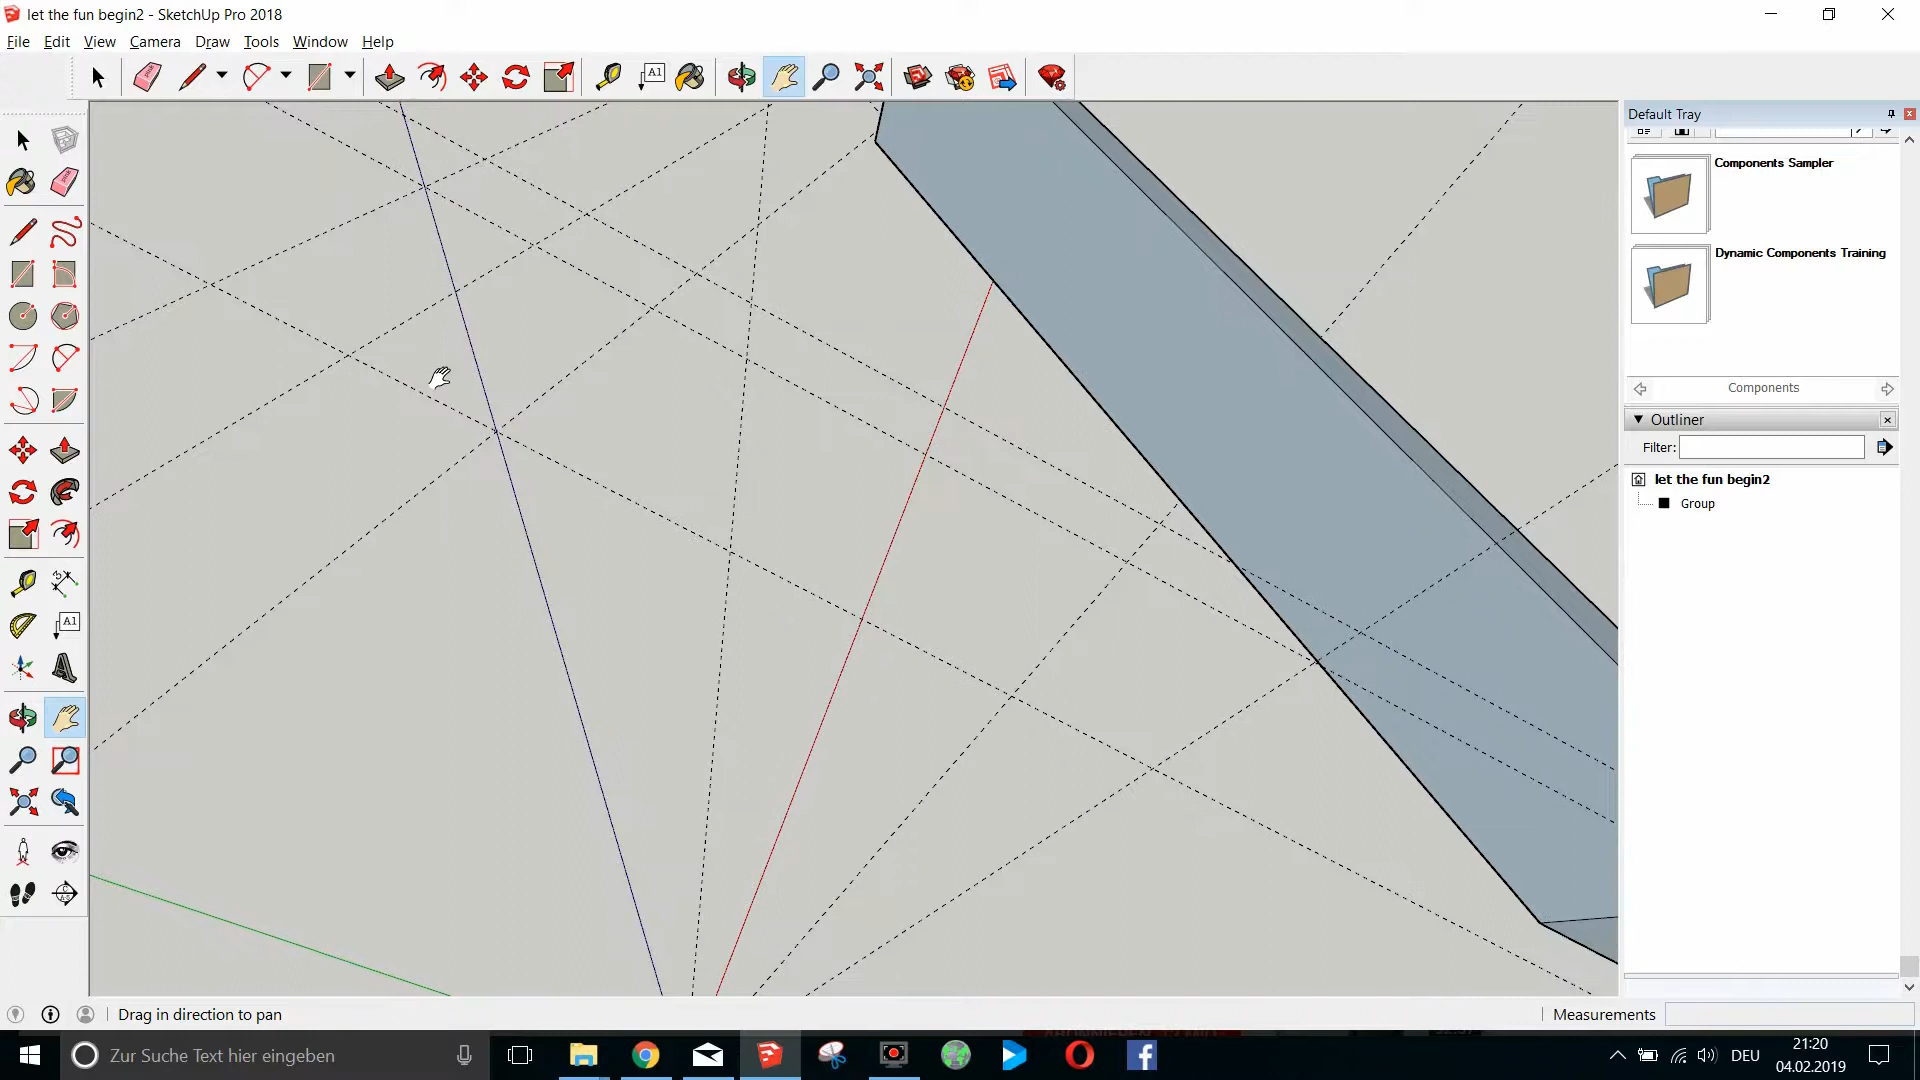 let the fun begin2 - SketchUp Pro 2018
File Edit View Camera Draw Tools Window Help
A1
Default Tray
Components Sampler
Dynamic Components Training
Components
Outliner
Filter:
let the fun begin2
Group
A1
Drag in direction to pan
Measurements
Zur Suche Text hier eingeben
DEU
21:20
04.02.2019